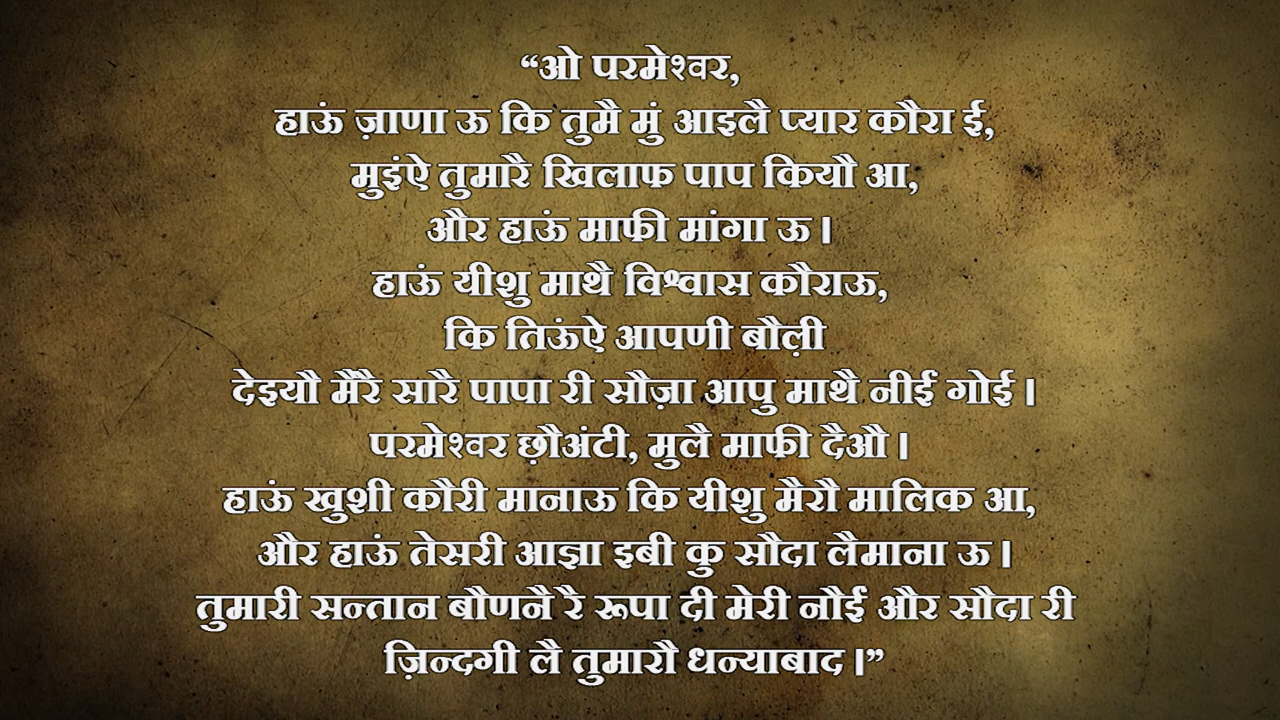 “ओ परमेश्वर,
हाऊं ज़ाणा ऊ कि तुमै मुं आइलै प्यार कौरा ई,
मुइंऐ तुमारै खिलाफ पाप कियौ आ,
और हाऊं माफी मांगा ऊ।
हाऊं यीशु माथै विश्वास कौराऊ,
कि तिऊंऐ आपणी बौल़ी
देइयौ मैंरै सारै पापा री सौज़ा आपु माथै नीईं गोई।
परमेश्वर छ़ौअंटी, मुलै माफी दैऔ।
हाऊं खुशी कौरी मानाऊ कि यीशु मैरौ मालिक आ,
और हाऊं तेसरी आज्ञा इबी कु सौदा लैमाना ऊ।
तुमारी सन्तान बौणनै रै रूपा दी मेरी नौईं और सौदा री
ज़िन्दगी लै तुमारौ धन्याबाद।”